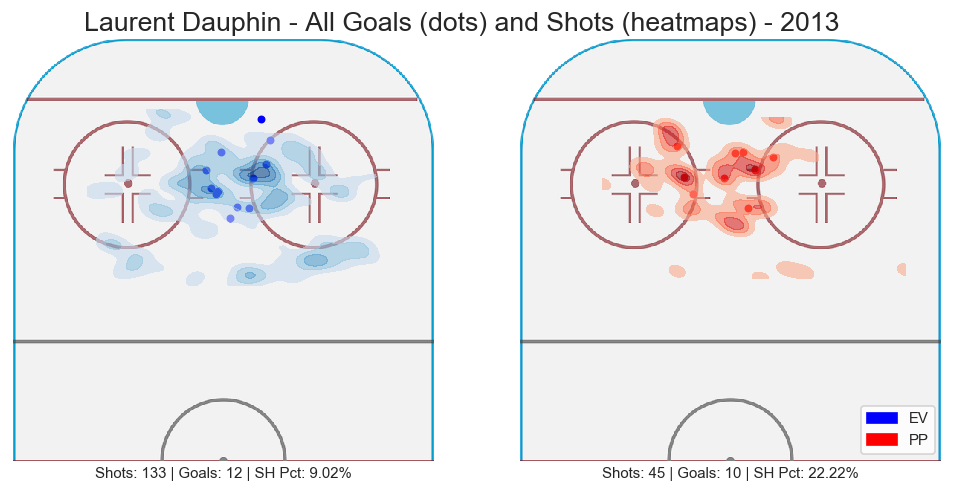 Laurent Dauphin - All Goals (dots) and Shots (heatmaps) - 2013
EV
PP
Shots: 133 | Goals: 12 | SH Pct: 9.02%
Shots: 45 | Goals: 10 | SH Pct: 22.22%